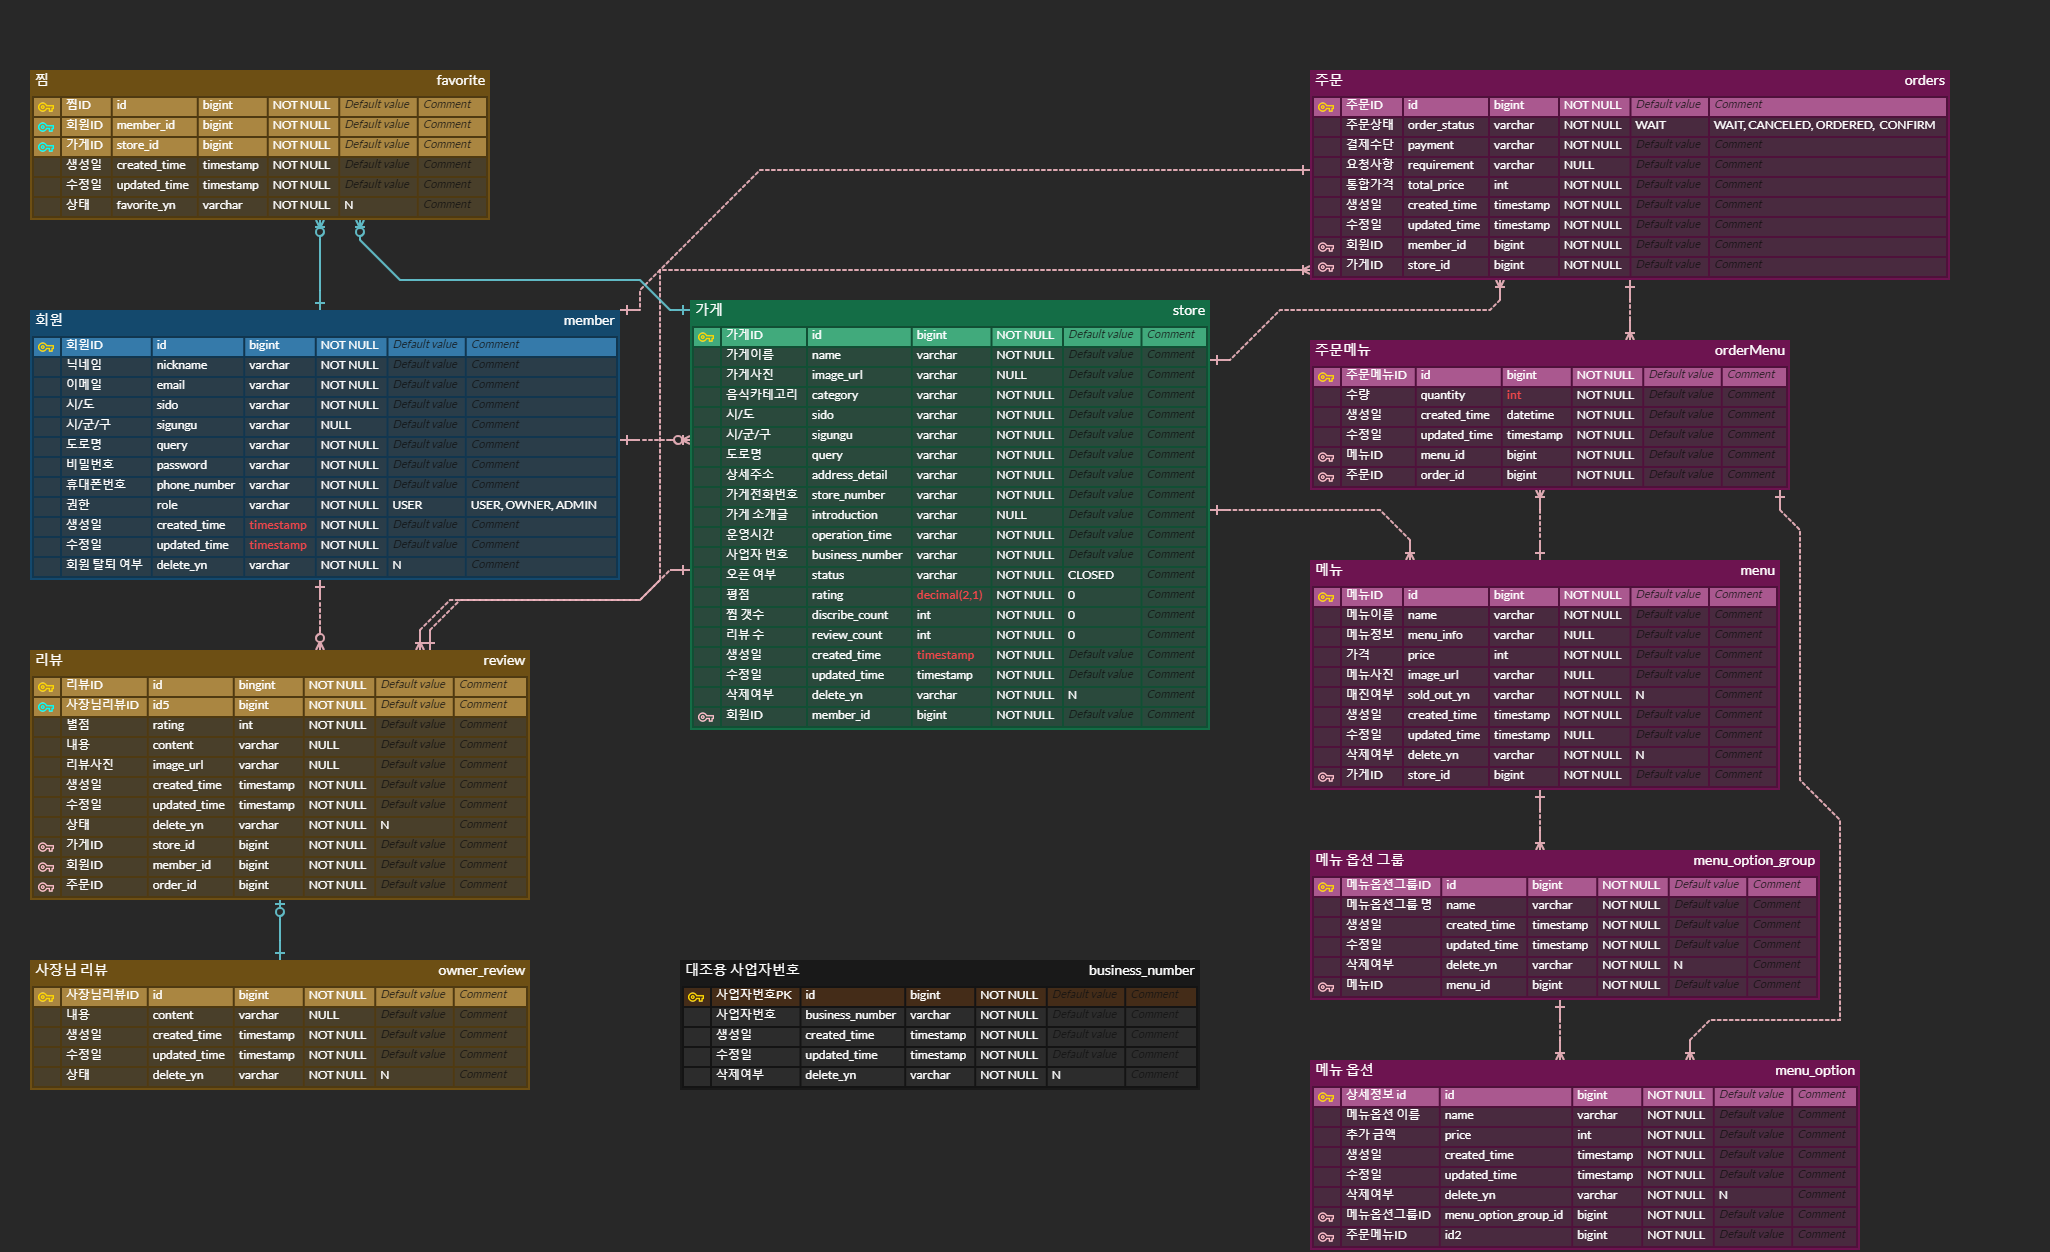 찜 favorite
찜ID id bigint NOT NULL Default value Comment
회원ID member_id bigint NOT NULL Default value Comment
가게ID store_id bigint NOT NULL Default value Comment
생성일 created_time timestamp NOT NULL Default value Comment
수정일 updated_time timestamp NOT NULL Default value Comment
상태 favorite_yn varchar NOT NULL N Comment
회원 member
회원ID id bigint NOT NULL Default value Comment
닉네임 nickname varchar NOT NULL Default value Comment
이메일 email varchar NOT NULL Default value Comment
시/도 sido varchar NOT NULL Default value Comment
시/군/구 sigungu varchar NULL Default value Comment
도로명 query varchar NOT NULL Default value Comment
비밀번호 password varchar NOT NULL Default value Comment
휴대폰번호 phone_number varchar NOT NULL Default value Comment
권한 role varchar NOT NULL USER USER, OWNER, ADMIN
생성일 created_time timestamp NOT NULL Default value Comment
수정일 updated_time timestamp NOT NULL Default value Comment
회원 탈퇴 여부 delete_yn varchar NOT NULL N Comment
리뷰 review
리뷰ID id bingint NOT NULL Default value Comment
사장님리뷰ID id5 bigint NOT NULL Default value Comment
별점 rating int NOT NULL Default value Comment
내용 content varchar NULL Default value Comment
리뷰사진 image_url varchar NULL Default value Comment
생성일 created_time timestamp NOT NULL Default value Comment
수정일 updated_time timestamp NOT NULL Default value Comment
상태 delete_yn varchar NOT NULL N Comment
가게ID store_id bigint NOT NULL Default value Comment
회원ID member_id bigint NOT NULL Default value Comment
주문ID order_id bigint NOT NULL Default value Comment
사장님 리뷰 owner_review
사장님리뷰ID id bigint NOT NULL Default value Comment
내용 content varchar NULL Default value Comment
생성일 created_time timestamp NOT NULL Default value Comment
수정일 updated_time timestamp NOT NULL Default value Comment
상태 delete_yn varchar NOT NULL N Comment
가게 store
가게ID id bigint NOT NULL Default value Comment
가게이름 name varchar NOT NULL Default value Comment
가게사진 image_url varchar NULL Default value Comment
음식카테고리 category varchar NOT NULL Default value Comment
시/도 sido varchar NOT NULL Default value Comment
시/군/구 sigungu varchar NOT NULL Default value Comment
도로명 query varchar NOT NULL Default value Comment
상세주소 address_detail varchar NOT NULL Default value Comment
가게전화번호 store_number varchar NOT NULL Default value Comment
가게 소개글 introduction varchar NULL Default value Comment
운영시간 operation_time varchar NOT NULL Default value Comment
사업자 번호 business_number varchar NOT NULL Default value Comment
오픈 여부 status varchar NOT NULL CLOSED Comment
평점 rating decimal(2,1) NOT NULL 0 Comment
찜 갯수 discribe_count int NOT NULL 0 Comment
리뷰 수 review_count int NOT NULL 0 Comment
생성일 created_time timestamp NOT NULL Default value Comment
수정일 updated_time timestamp NOT NULL Default value Comment
삭제여부 delete_yn varchar NOT NULL N Comment
회원ID member_id bigint NOT NULL Default value Comment
대조용 사업자번호 business_number
사업자번호PK id bigint NOT NULL Default value Comment
사업자번호 business_number varchar NOT NULL Default value Comment
생성일 created_time timestamp NOT NULL Default value Comment
수정일 updated_time timestamp NOT NULL Default value Comment
삭제여부 delete_yn varchar NOT NULL N Comment
주문 orders
주문ID id bigint NOT NULL Default value Comment
주문상태 order_status varchar NOT NULL WAIT WAIT, CANCELED, ORDERED, CONFIRM
결제수단 payment varchar NOT NULL Default value Comment
요청사항 requirement varchar NULL Default value Comment
통합가격 total_price int NOT NULL Default value Comment
생성일 created_time timestamp NOT NULL Default value Comment
수정일 updated_time timestamp NOT NULL Default value Comment
회원ID member_id bigint NOT NULL Default value Comment
가게ID store_id bigint NOT NULL Default value Comment
주문메뉴 orderMenu
주문메뉴ID id bigint NOT NULL Default value Comment
수량 quantity int NOT NULL Default value Comment
생성일 created_time datetime NOT NULL Default value Comment
수정일 updated_time timestamp NOT NULL Default value Comment
메뉴ID menu_id bigint NOT NULL Default value Comment
주문ID order_id bigint NOT NULL Default value Comment
메뉴 menu
메뉴ID id bigint NOT NULL Default value Comment
메뉴이름 name varchar NOT NULL Default value Comment
메뉴정보 menu_info varchar NULL Default value Comment
가격 price int NOT NULL Default value Comment
메뉴사진 image_url varchar NULL Default value Comment
매진여부 sold_out_yn varchar NOT NULL N Comment
생성일 created_time timestamp NOT NULL Default value Comment
수정일 updated_time timestamp NULL Default value Comment
삭제여부 delete_yn varchar NOT NULL N Comment
가게ID store_id bigint NOT NULL Default value Comment
메뉴 옵션 그룹 menu_option_group
메뉴옵션그룹ID id bigint NOT NULL Default value Comment
메뉴옵션그룹 명 name varchar NOT NULL Default value Comment
생성일 created_time timestamp NOT NULL Default value Comment
수정일 updated_time timestamp NOT NULL Default value Comment
삭제여부 delete_yn varchar NOT NULL N Comment
메뉴ID menu_id bigint NOT NULL Default value Comment
메뉴 옵션 menu_option
상세정보 id id bigint NOT NULL Default value Comment
메뉴옵션 이름 name varchar NOT NULL Default value Comment
추가 금액 price int NOT NULL Default value Comment
생성일 created_time timestamp NOT NULL Default value Comment
수정일 updated_time timestamp NOT NULL Default value Comment
삭제여부 delete_yn varchar NOT NULL N Comment
메뉴옵션그룹ID menu_option_group_id bigint NOT NULL Default value Comment
주문메뉴ID id2 bigint NOT NULL Default value Comment